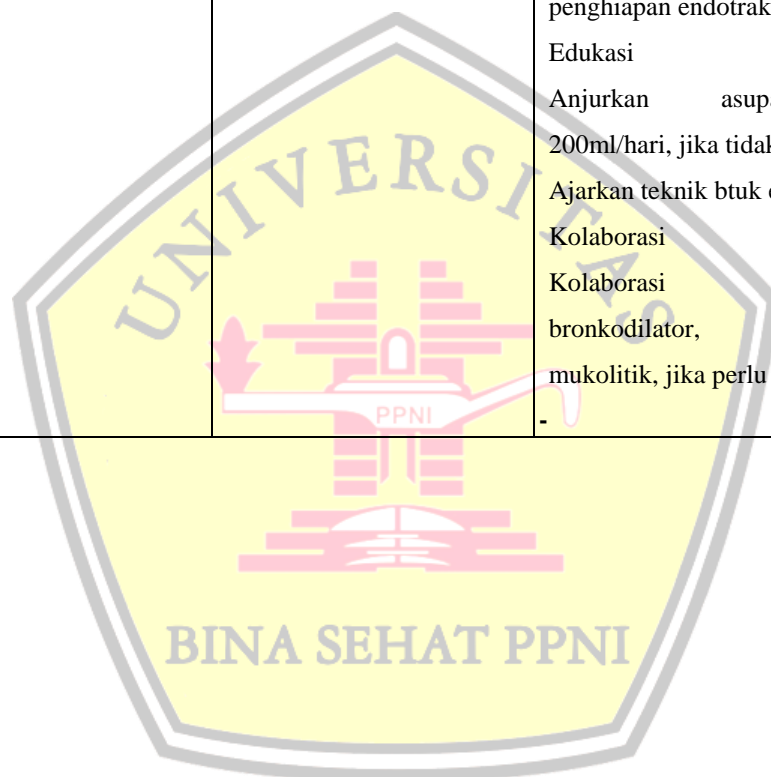 penghiapan endotrak
Edukasi
Anjurkan asup
200ml/hari, jika tidak
Ajarkan teknik btuk
Kolaborasi
Kolaborasi
bronkodilator,
mukolitik, jika perlu
-
UNIVERSITAS
PPNI
BINA SEHAT PPNI